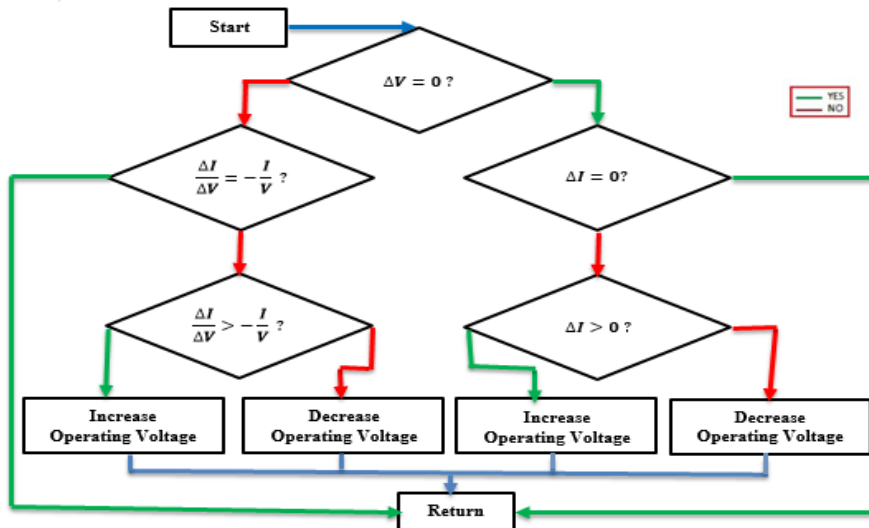 Start
ΔV = 0 ?
YES
NO
ΔI/ΔV = −I/V ?
ΔI = 0?
ΔI/ΔV > −I/V ?
ΔI > 0 ?
Increase
Operating Voltage
Decrease
Operating Voltage
Increase
Operating Voltage
Decrease
Operating Voltage
Return